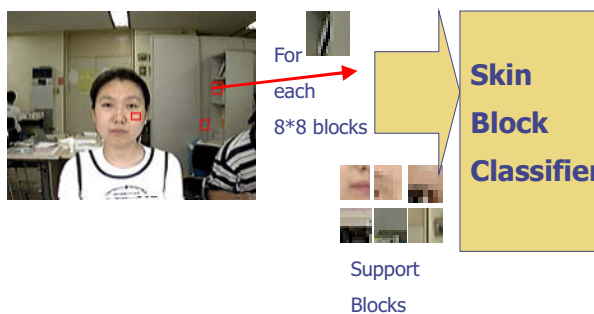 For
each
8*8 blocks
Skin
Block
Classifier
Support
Blocks